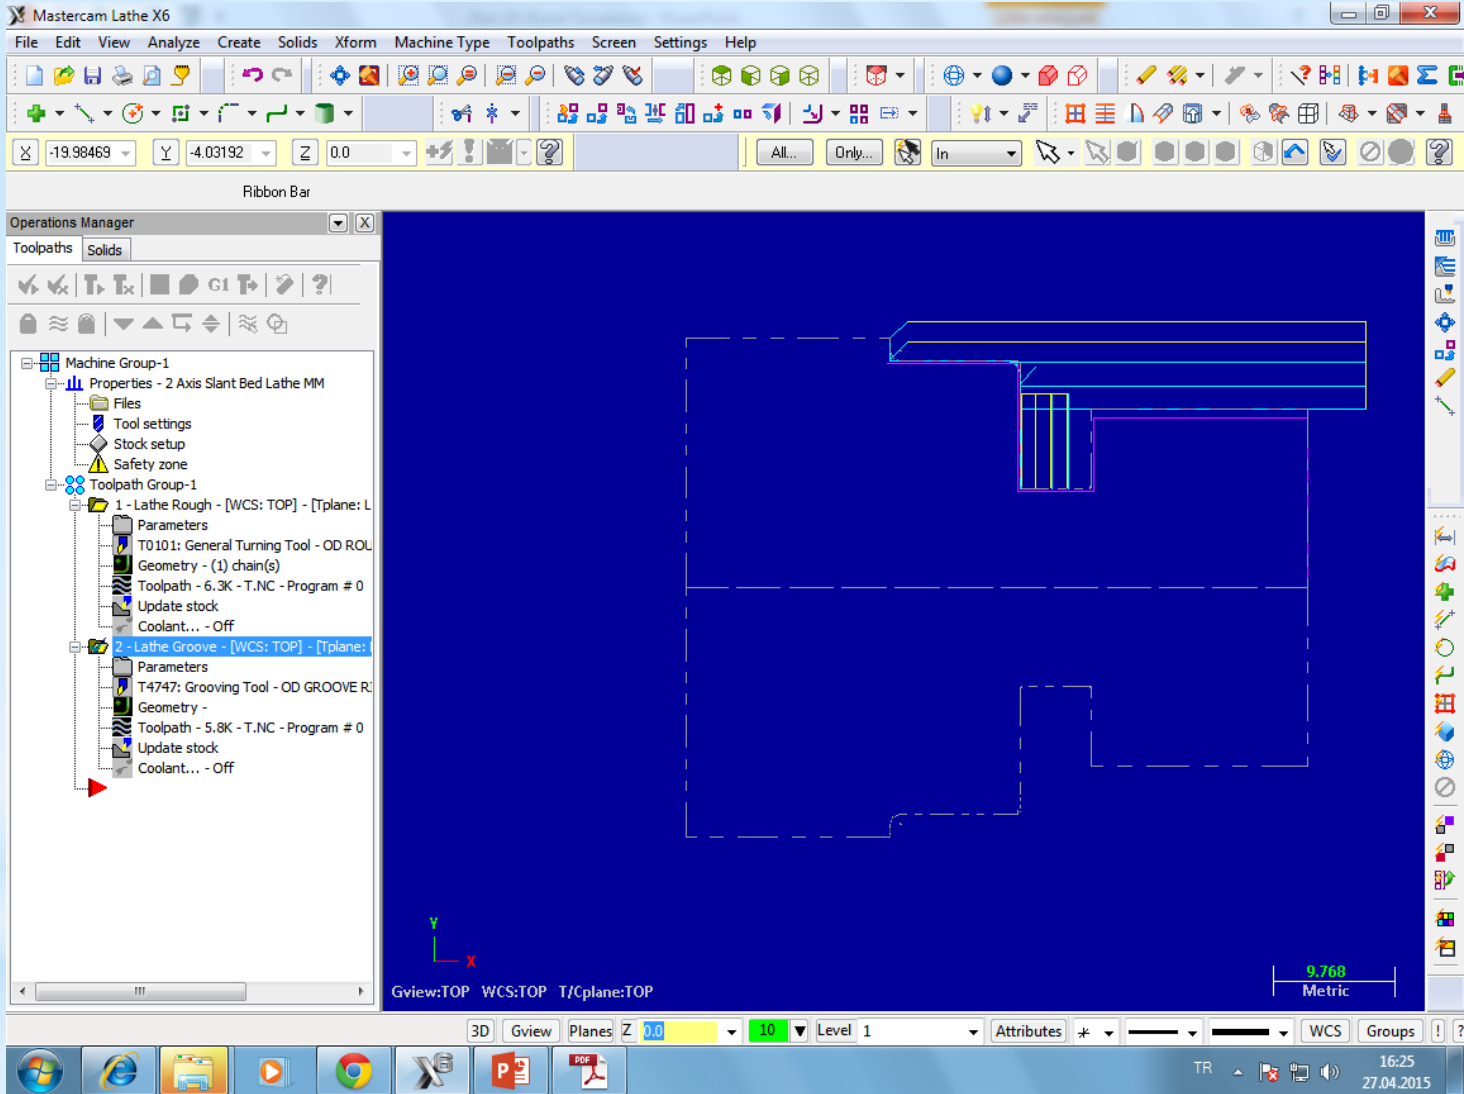 Mastercam Lathe X6
File Edit View Analyze Create Solids Xform Machine Type Toolpaths Screen Settings Help
X -19.98469 Y -4.03192 Z 0.0 All... Only... In
Ribbon Bar
Operations Manager
Toolpaths Solids
G1
Machine Group-1
Properties - 2 Axis Slant Bed Lathe MM
Files
Tool settings
Stock setup
Safety zone
Toolpath Group-1
1 - Lathe Rough - [WCS: TOP] - [Tplane: L
Parameters
T0101: General Turning Tool - OD ROU
Geometry - (1) chain(s)
Toolpath - 6.3K - T.NC - Program # 0
Update stock
Coolant... - Off
2 - Lathe Groove - [WCS: TOP] - [Tplane:
Parameters
T4747: Grooving Tool - OD GROOVE R
Geometry -
Toolpath - 5.8K - T.NC - Program # 0
Update stock
Coolant... - Off
Y
X
Gview:TOP WCS:TOP T/Cplane:TOP
9.768
Metric
3D Gview Planes Z 0.0 10 Level 1 Attributes WCS Groups ! ?
PDF
TR 16:25
27.04.2015